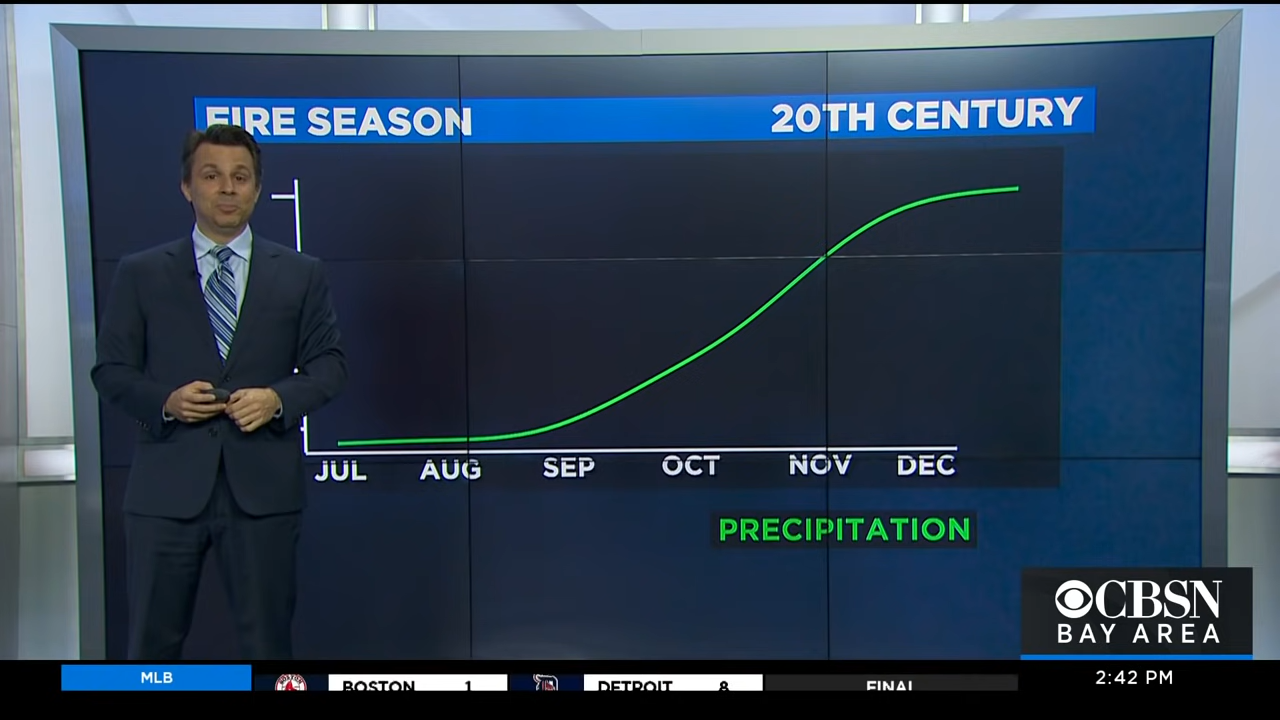 FIRE SEASON 20TH CENTURY
JUL AUG SEP OCT NOV DEC
PRECIPITATION
CBSN
BAY AREA
MLB BOSTON 1 DETROIT 8 FINAL 2:42 PM